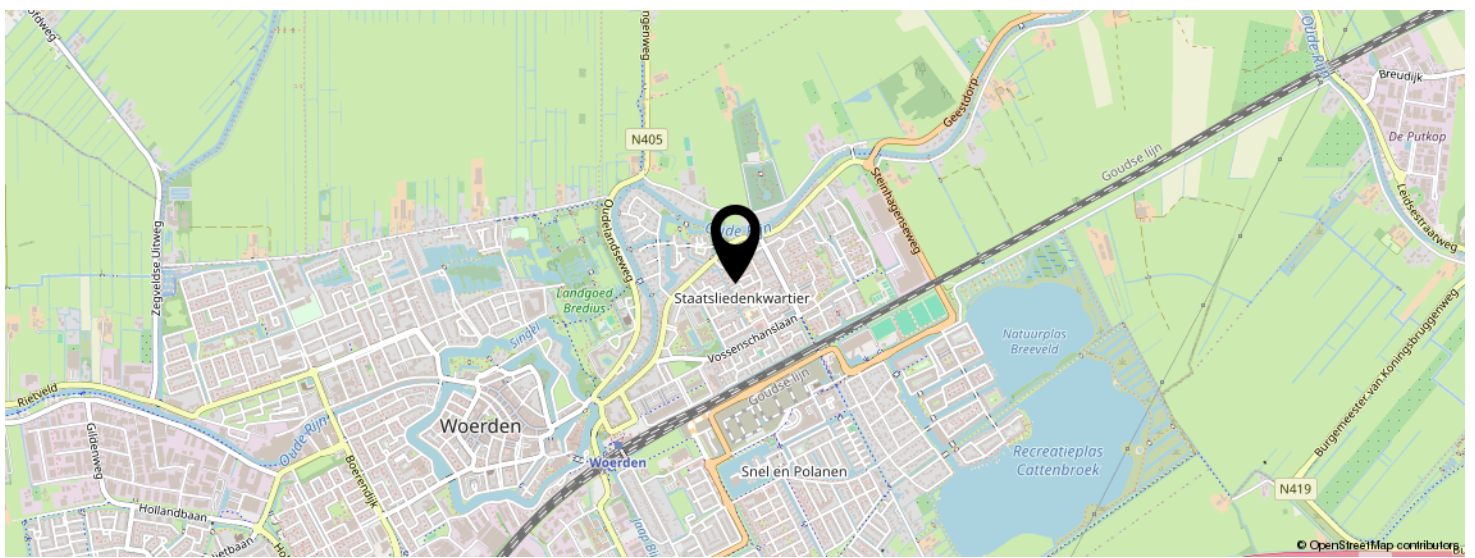 ofdweg
ngenweg
Oude Rijn
Breudijk
De Putkop
Geestdorp
N405
Goudse lijn
Steinhagenseweg
Leidsestraatweg
Zegveldse Uitweg
Oudelandseweg
Oude Rijn
Staatsliedenkwartier
Landgoed
Bredius
Singel
Vossenschanslaan
Natuurplas
Breeveld
Burgemeester van Koningsbruggenweg
Goudse lijn
Rietveld
Gildenweg
Oude Rijn
Boerendijk
Woerden
Woerden
Snel en Polanen
Recreatieplas
Cattenbroek
N419
Hollandbaan
© OpenStreetMap contributors